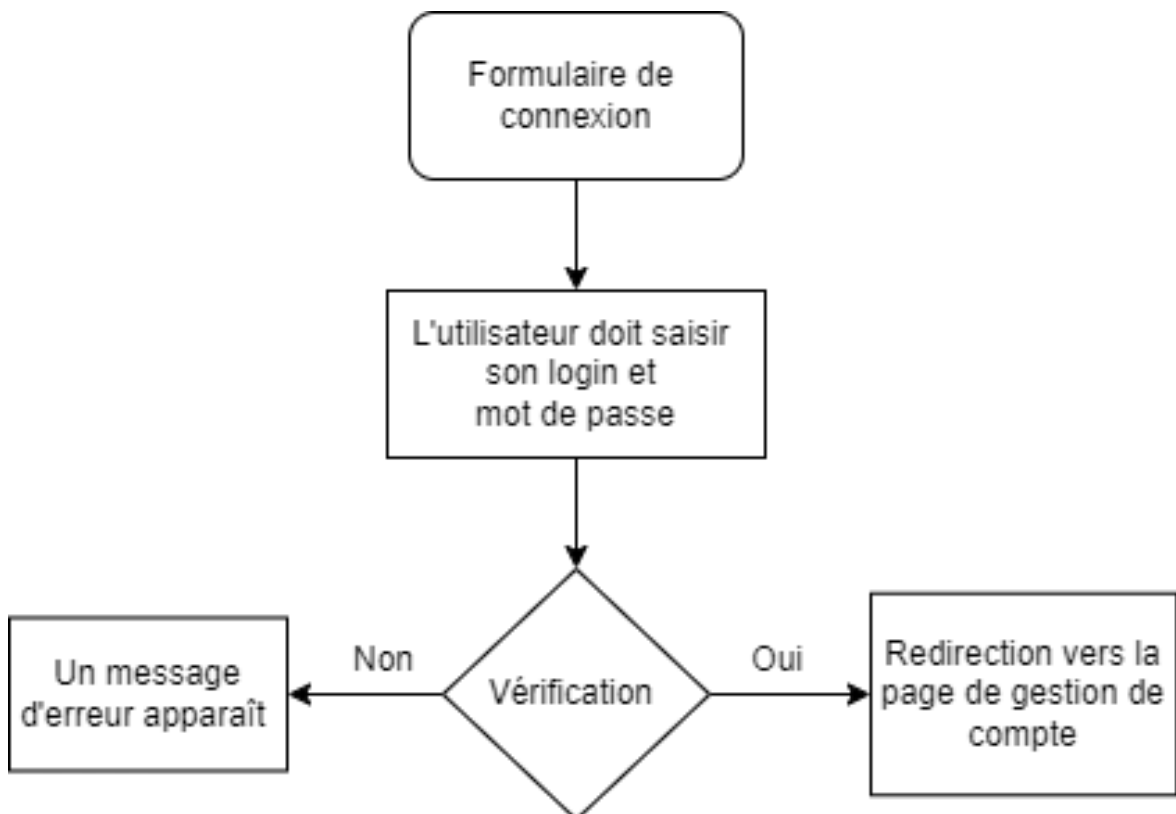 Formulaire de
connexion
L'utilisateur doit saisir
son login et
mot de passe
Un message
d'erreur apparaît
Non
Vérification
Oui
Redirection vers la
page de gestion de
compte